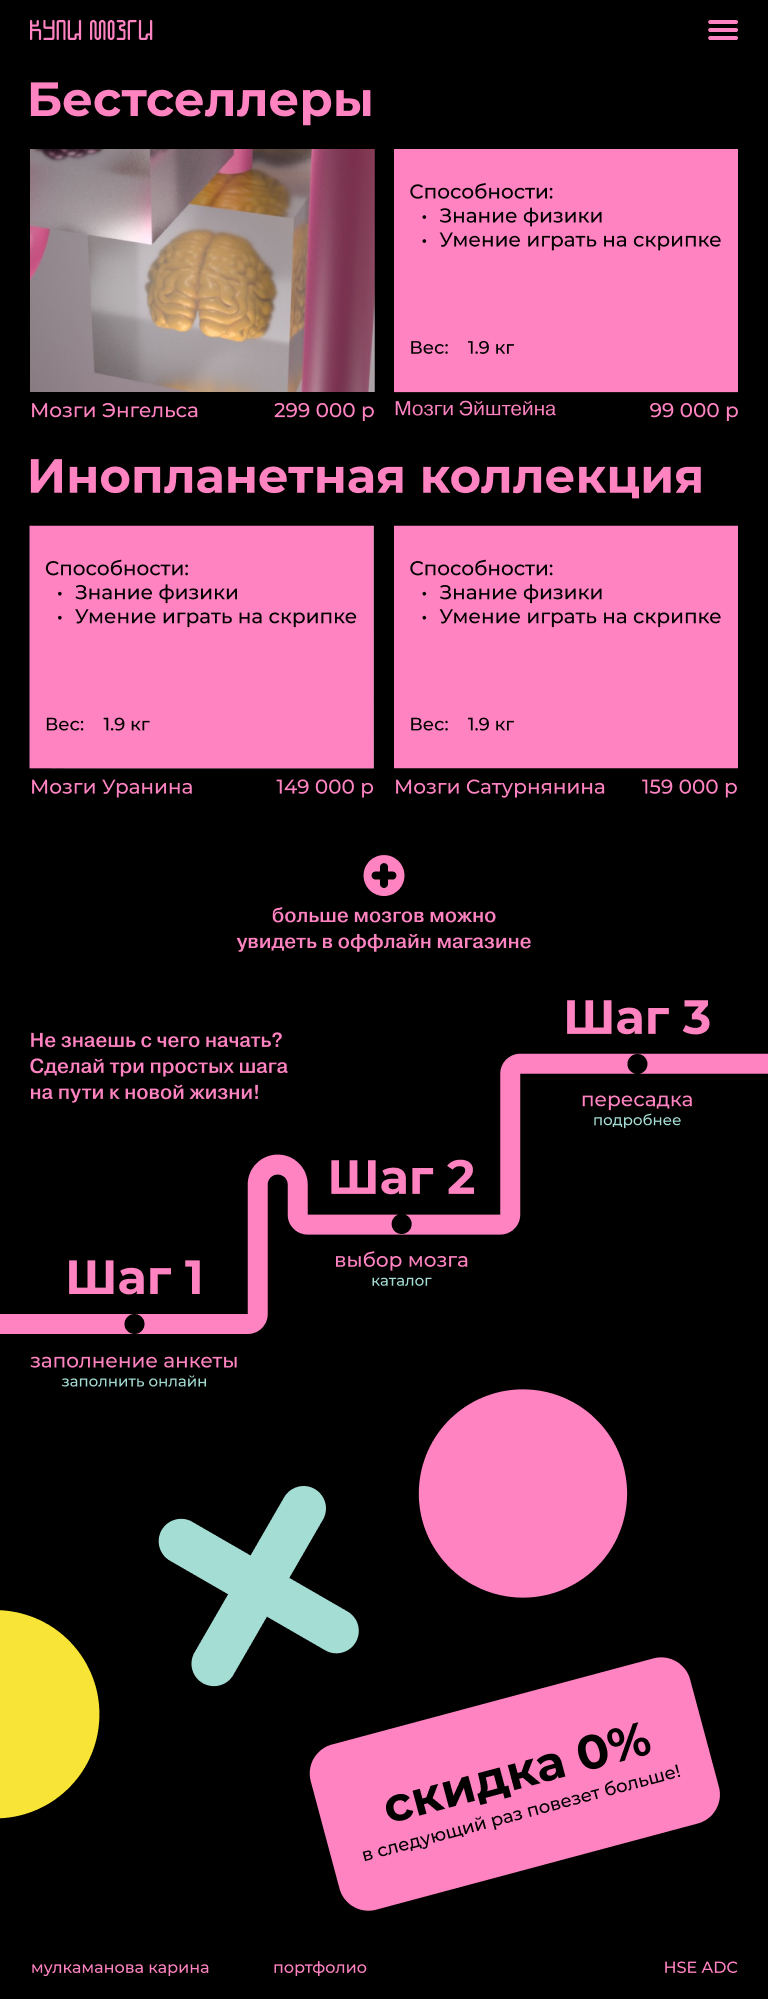 КУПИ МОЗГИ
Бестселлеры
Способности:
• Знание физики
• Умение играть на скрипке
Вес: 1.9 кг
Мозги Энгельса 299 000 р
Мозги Эйштейна 99 000 р
Инопланетная коллекция
Способности:
• Знание физики
• Умение играть на скрипке
Вес: 1.9 кг
Способности:
• Знание физики
• Умение играть на скрипке
Вес: 1.9 кг
Мозги Уранина 149 000 р
Мозги Сатурнянина 159 000 р
больше мозгов можно
увидеть в оффлайн магазине
Не знаешь с чего начать?
Сделай три простых шага
на пути к новой жизни!
Шаг 1
заполнение анкеты
заполнить онлайн
Шаг 2
выбор мозга
каталог
Шаг 3
пересадка
подробнее
скидка 0%
в следующий раз повезет больше!
мулкаманова карина портфолио HSE ADC